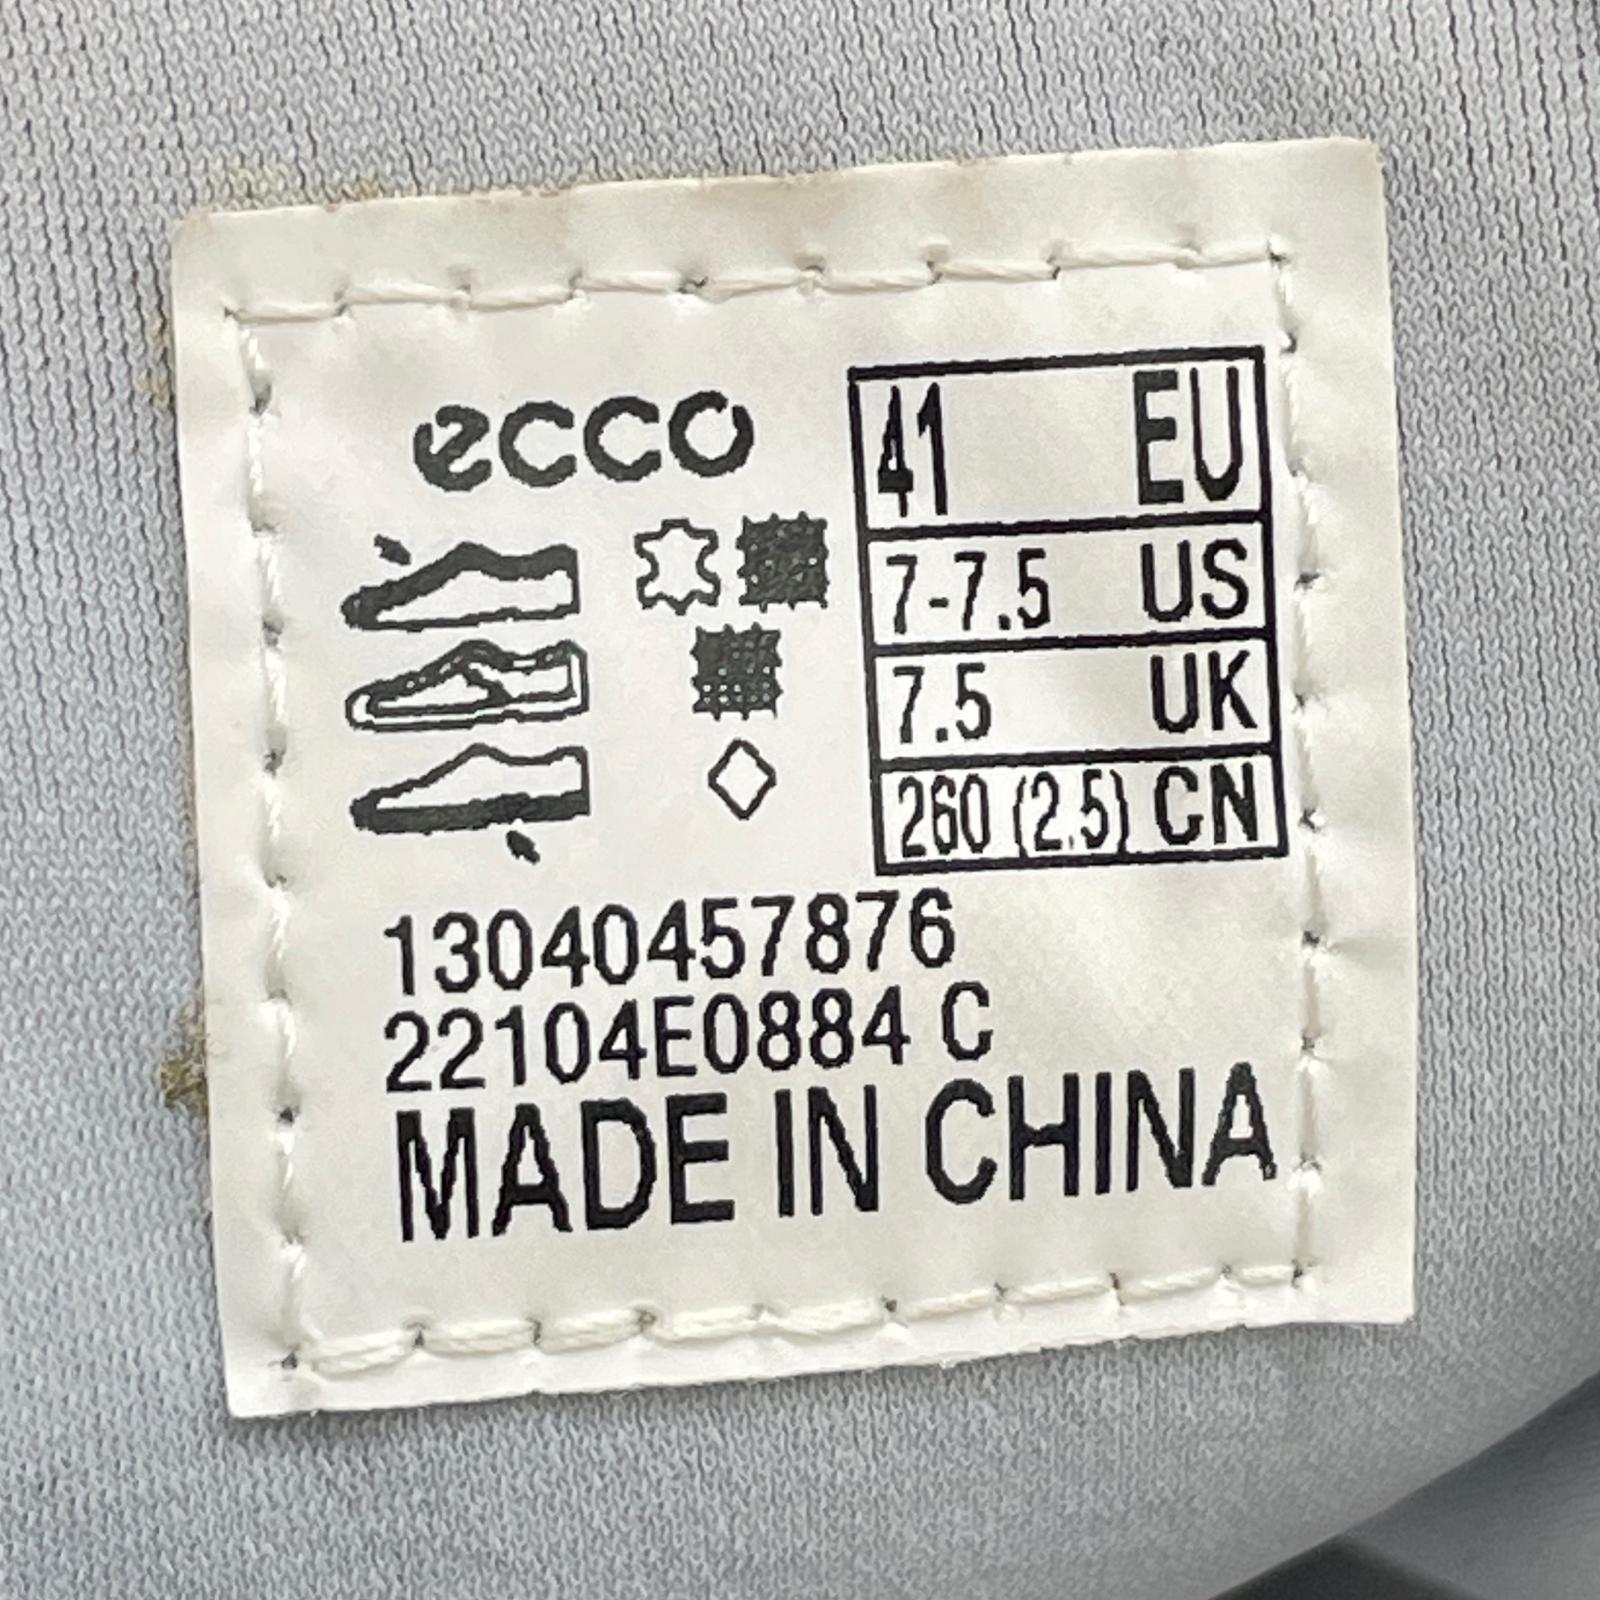 ecco
41 EU
7-7.5 US
7.5 UK
260 (2.5) CN
13040457876
22104E0884 C
MADE IN CHINA